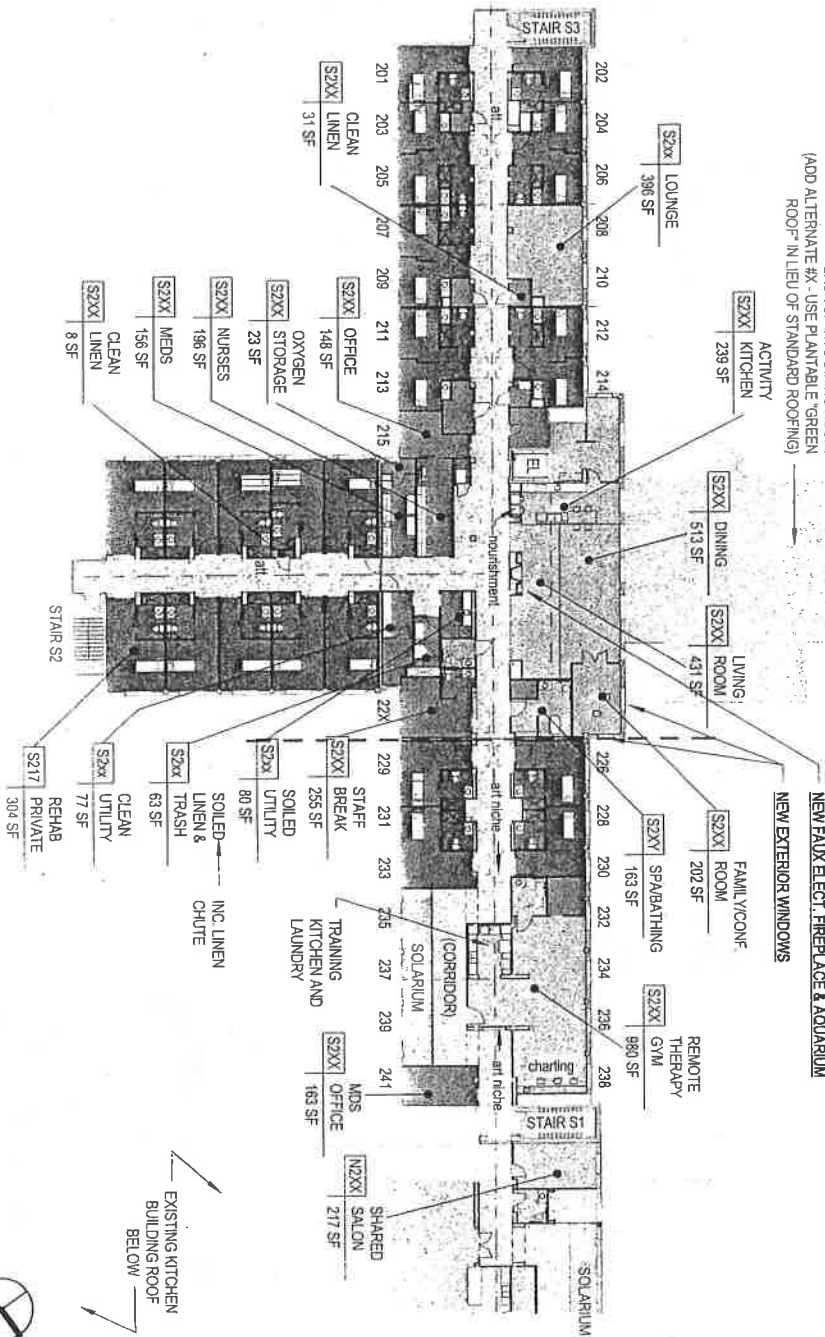 (ADD ALTERNATE #X - USE PLANTABLE "GREEN
ROOF" IN LIEU OF STANDARD ROOFING)
NEW FAUX ELECT. FIREPLACE & AQUARIUM
NEW EXTERIOR WINDOWS
S2XX LOUNGE
396 SF
S2XX ACTIVITY
KITCHEN
239 SF
S2XX DINING
513 SF
S2XX LIVING
ROOM
431 SF
S2XX FAMILY/CONF.
ROOM
202 SF
S2XY SPA/BATHING
163 SF
S2XX REMOTE
THERAPY
GYM
980 SF
202
204
206
208
210
212
214
226
228
230
232
234
236
238
STAIR S3
att.
EL
nourishment
art niche
charting
art niche
STAIR S1
SOLARIUM
201
203
205
207
209
211
213
215
22X
229
231
233
235
237
239
241
(CORRIDOR)
SOLARIUM
att.
STAIR S2
S2XX CLEAN
LINEN
31 SF
S2XX OFFICE
148 SF
OXYGEN
S2XX STORAGE
23 SF
S2XX NURSES
196 SF
S2XX MEDS
156 SF
S2XX CLEAN
LINEN
8 SF
S217 REHAB
PRIVATE
304 SF
S2xx CLEAN
UTILITY
77 SF
S2xx SOILED
LINEN &
TRASH
63 SF
INC. LINEN
CHUTE
S2xx SOILED
UTILITY
80 SF
S2XX STAFF
BREAK
255 SF
TRAINING
KITCHEN AND
LAUNDRY
S2XX MDS
OFFICE
163 SF
N2XX SHARED
SALON
217 SF
EXISTING KITCHEN
BUILDING ROOF
BELOW